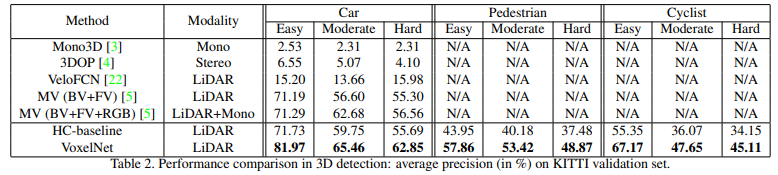 Method Modality Car Pedestrian Cyclist
Easy Moderate Hard Easy Moderate Hard Easy Moderate Hard
Mono3D [3] Mono 2.53 2.31 2.31 N/A N/A N/A N/A N/A N/A
3DOP [4] Stereo 6.55 5.07 4.10 N/A N/A N/A N/A N/A N/A
VeloFCN [22] LiDAR 15.20 13.66 15.98 N/A N/A N/A N/A N/A N/A
MV (BV+FV) [5] LiDAR 71.19 56.60 55.30 N/A N/A N/A N/A N/A N/A
MV (BV+FV+RGB) [5] LiDAR+Mono 71.29 62.68 56.56 N/A N/A N/A N/A N/A N/A
HC-baseline LiDAR 71.73 59.75 55.69 43.95 40.18 37.48 55.35 36.07 34.15
VoxelNet LiDAR 81.97 65.46 62.85 57.86 53.42 48.87 67.17 47.65 45.11
Table 2. Performance comparison in 3D detection: average precision (in %) on KITTI validation set.